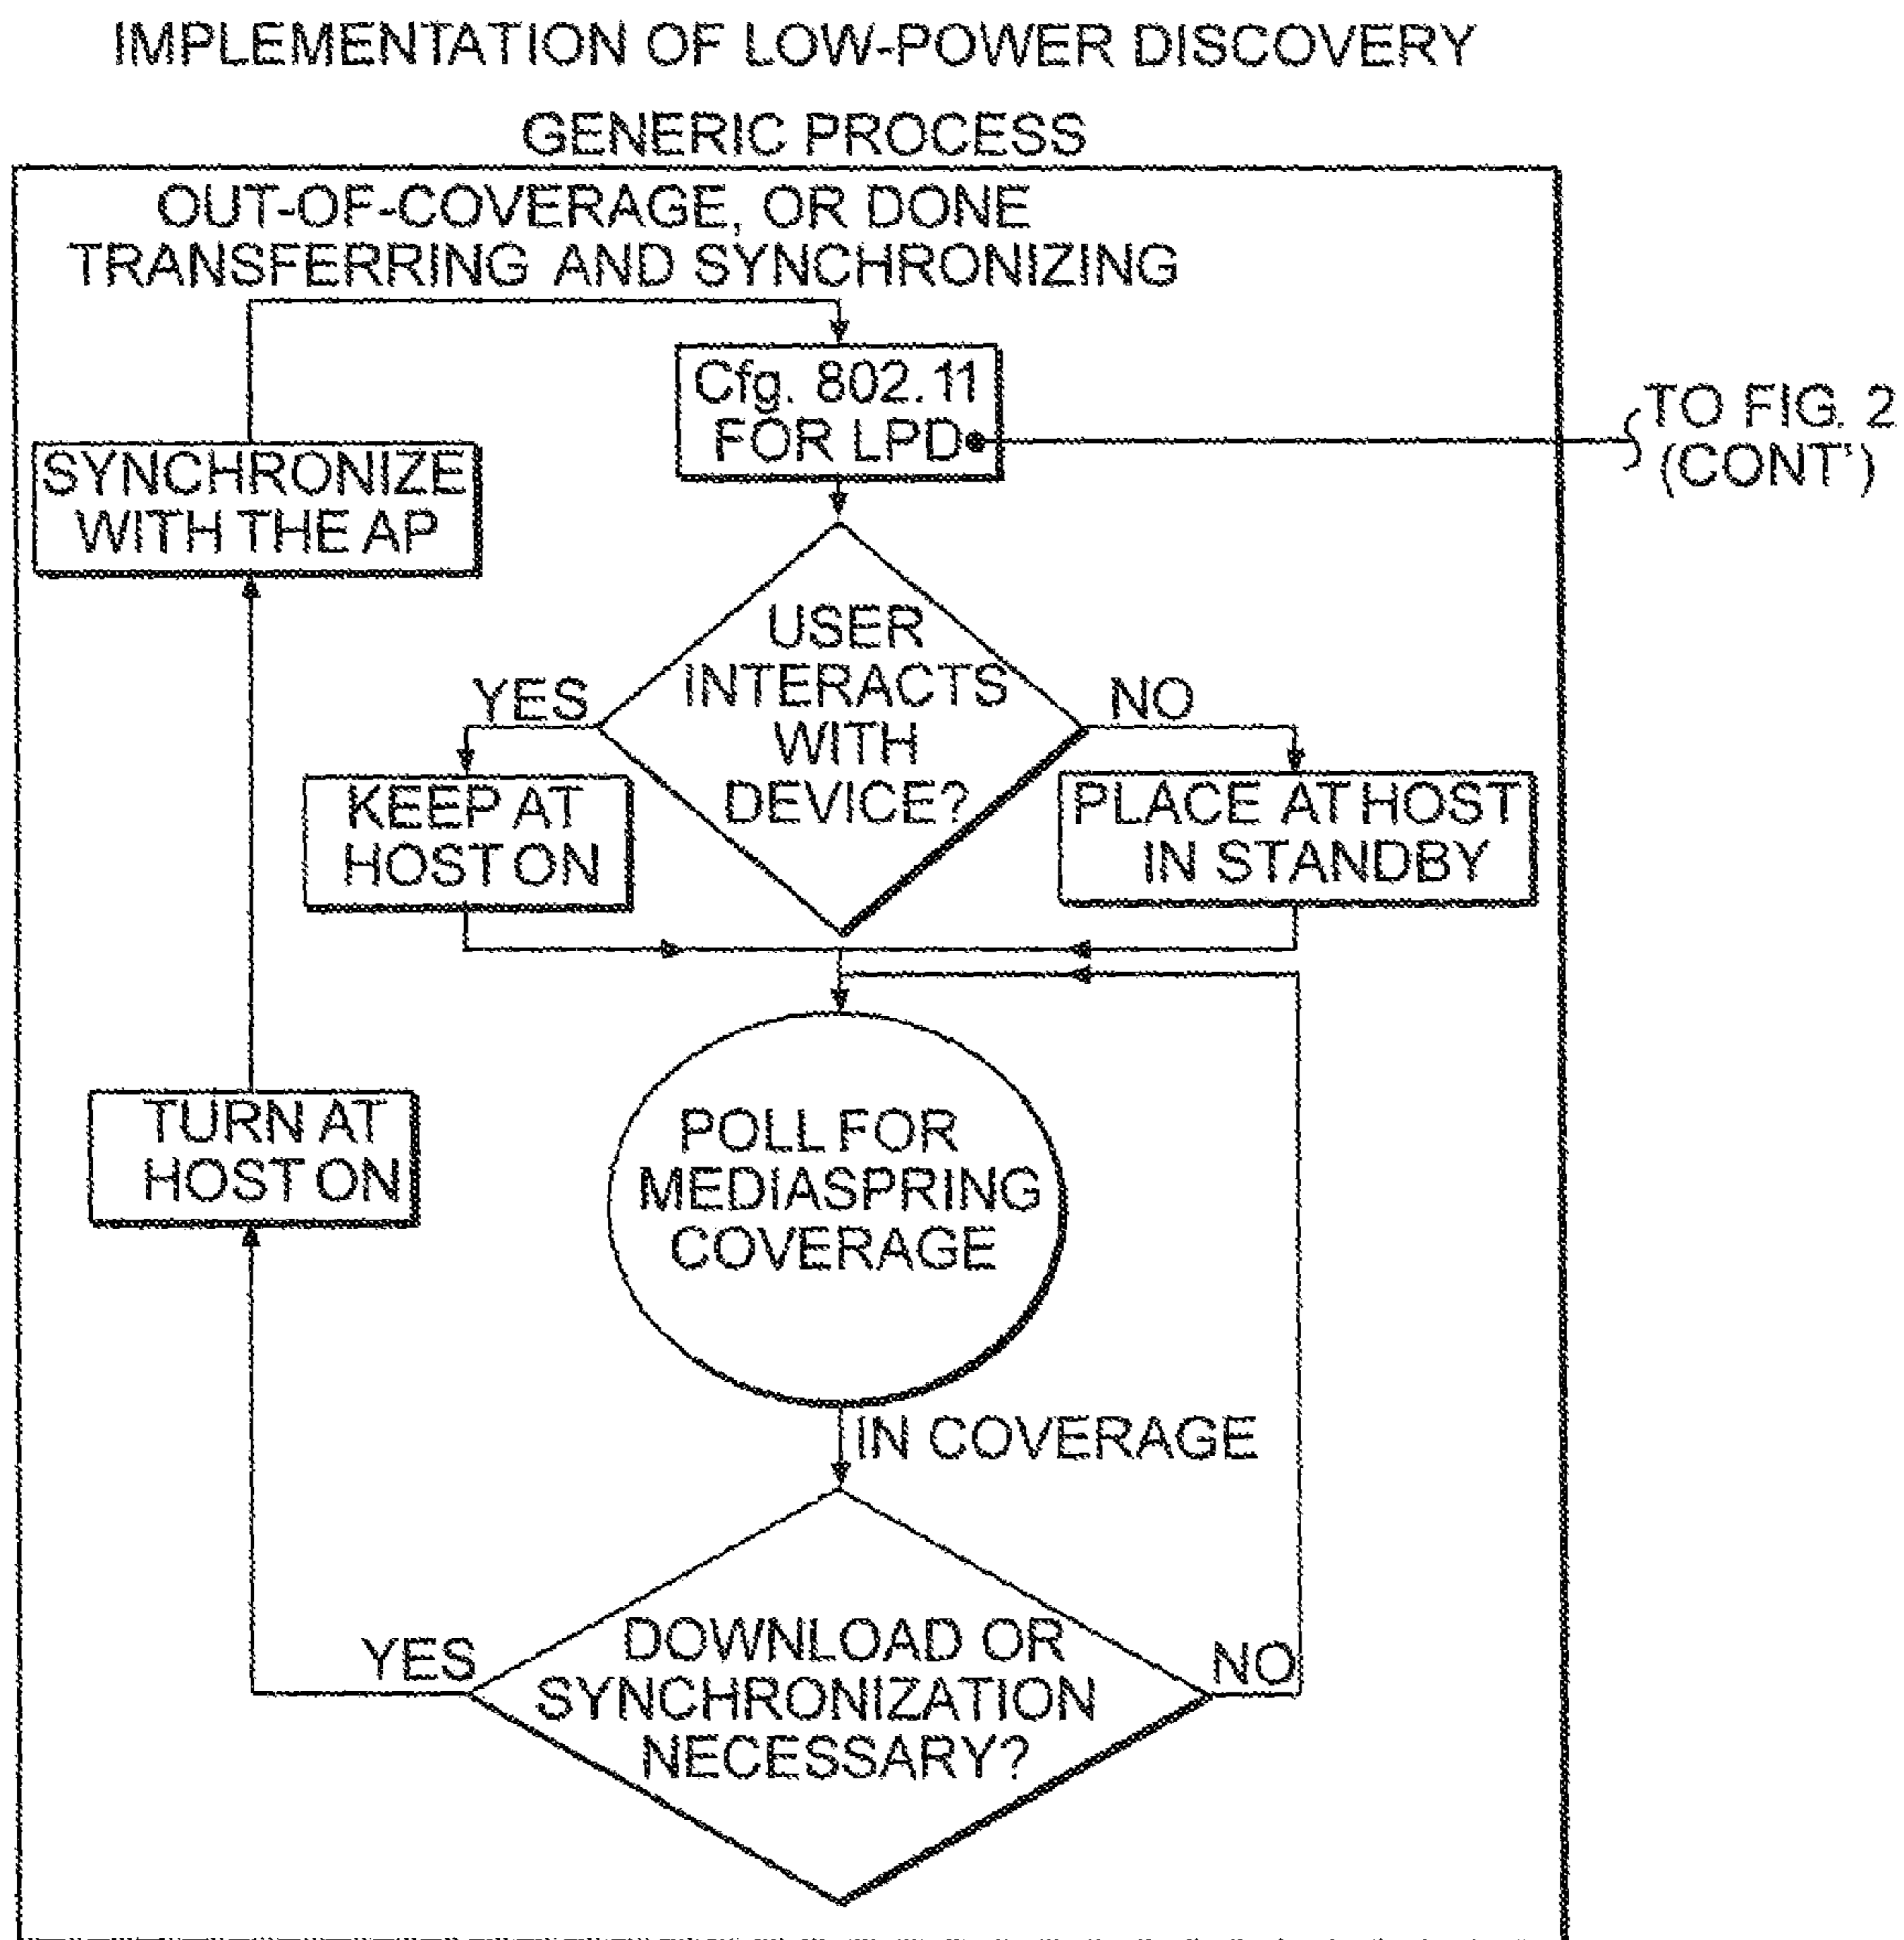 IMPLEMENTATION OF LOW-POWER DISCOVERY
GENERIC PROCESS
OUT-OF-COVERAGE, OR DONE
TRANSFERRING AND SYNCHRONIZING
Cfg. 802.11
FOR LPD
TO FIG. 2
(CONT')
SYNCHRONIZE
WITH THE AP
USER
INTERACTS
WITH
DEVICE?
YES
NO
KEEP AT
HOST ON
PLACE AT HOST
IN STANDBY
POLL FOR
MEDIASPRING
COVERAGE
TURN AT
HOST ON
IN COVERAGE
DOWNLOAD OR
SYNCHRONIZATION
NECESSARY?
YES
NO